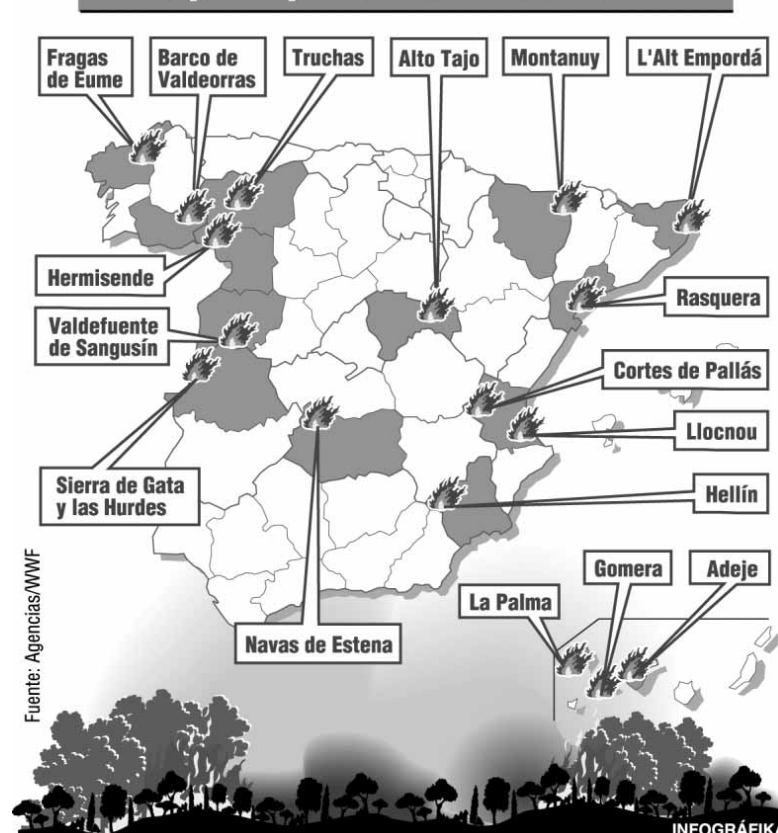 Fragas
de Eume
Barco de
Valdeorras
Truchas
Alto Tajo
Montanuy
L'Alt Empordá
Hermisende
Rasquera
Valdefuente
de Sangusín
Cortes de Pallás
Llocnou
Sierra de Gata
y las Hurdes
Hellín
Gomera
Adeje
La Palma
Navas de Estena
Fuente: Agencias/WWF
INFOGRÁFIK